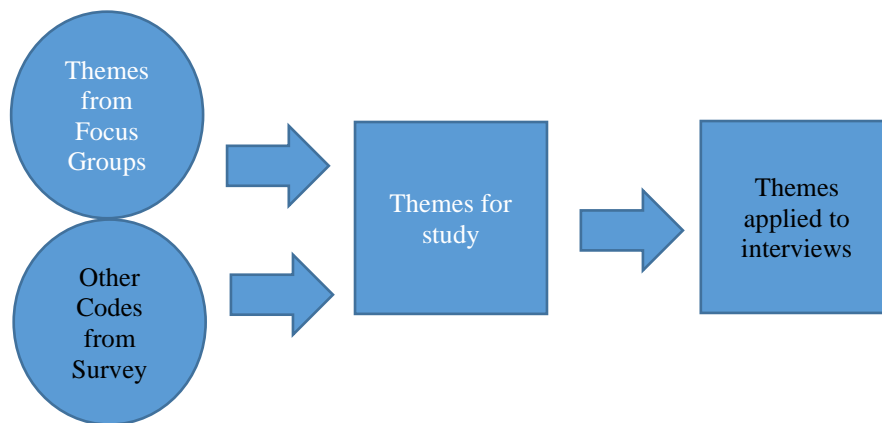 Themes
from
Focus
Groups
Other
Codes
from
Survey
Themes for
study
Themes
applied to
interviews